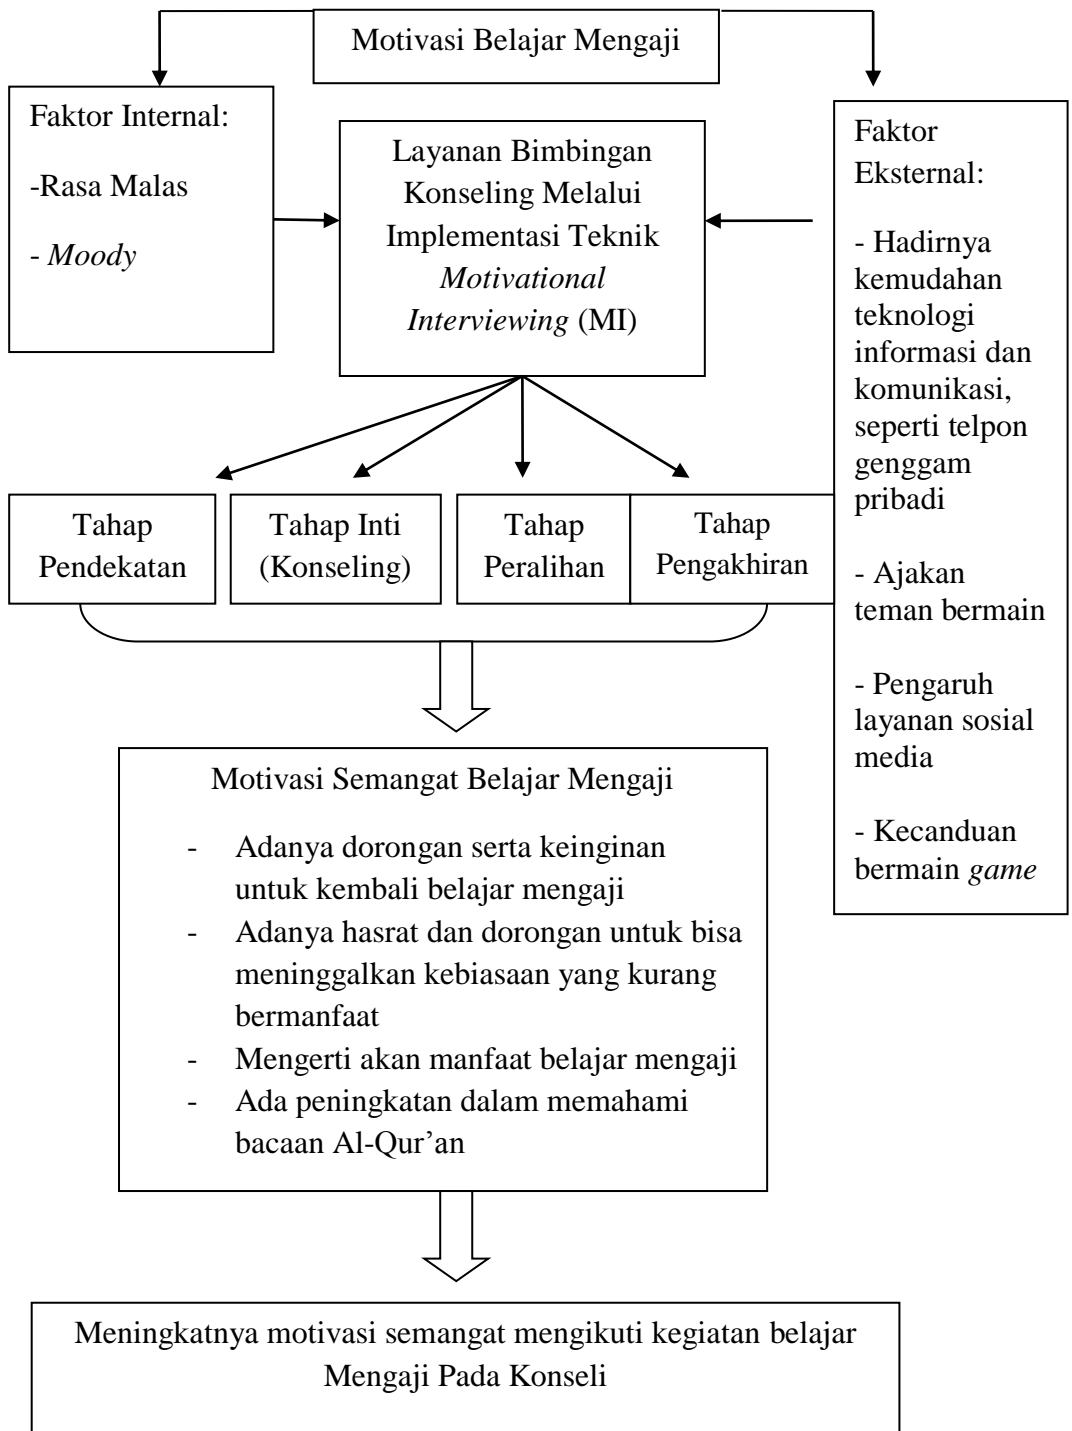 Motivasi Belajar Mengaji
Faktor Internal:
-Rasa Malas
- Moody
Layanan Bimbingan
Konseling Melalui
Implementasi Teknik
Motivational
Interviewing (MI)
Faktor
Eksternal:
- Hadirnya
kemudahan
teknologi
informasi dan
komunikasi,
seperti telpon
genggam
pribadi
- Ajakan
teman bermain
- Pengaruh
layanan sosial
media
- Kecanduan
bermain game
Tahap
Pendekatan
Tahap Inti
(Konseling)
Tahap
Peralihan
Tahap
Pengakhiran
Motivasi Semangat Belajar Mengaji
- Adanya dorongan serta keinginan
untuk kembali belajar mengaji
- Adanya hasrat dan dorongan untuk bisa
meninggalkan kebiasaan yang kurang
bermanfaat
- Mengerti akan manfaat belajar mengaji
- Ada peningkatan dalam memahami
bacaan Al-Qur’an
Meningkatnya motivasi semangat mengikuti kegiatan belajar
Mengaji Pada Konseli